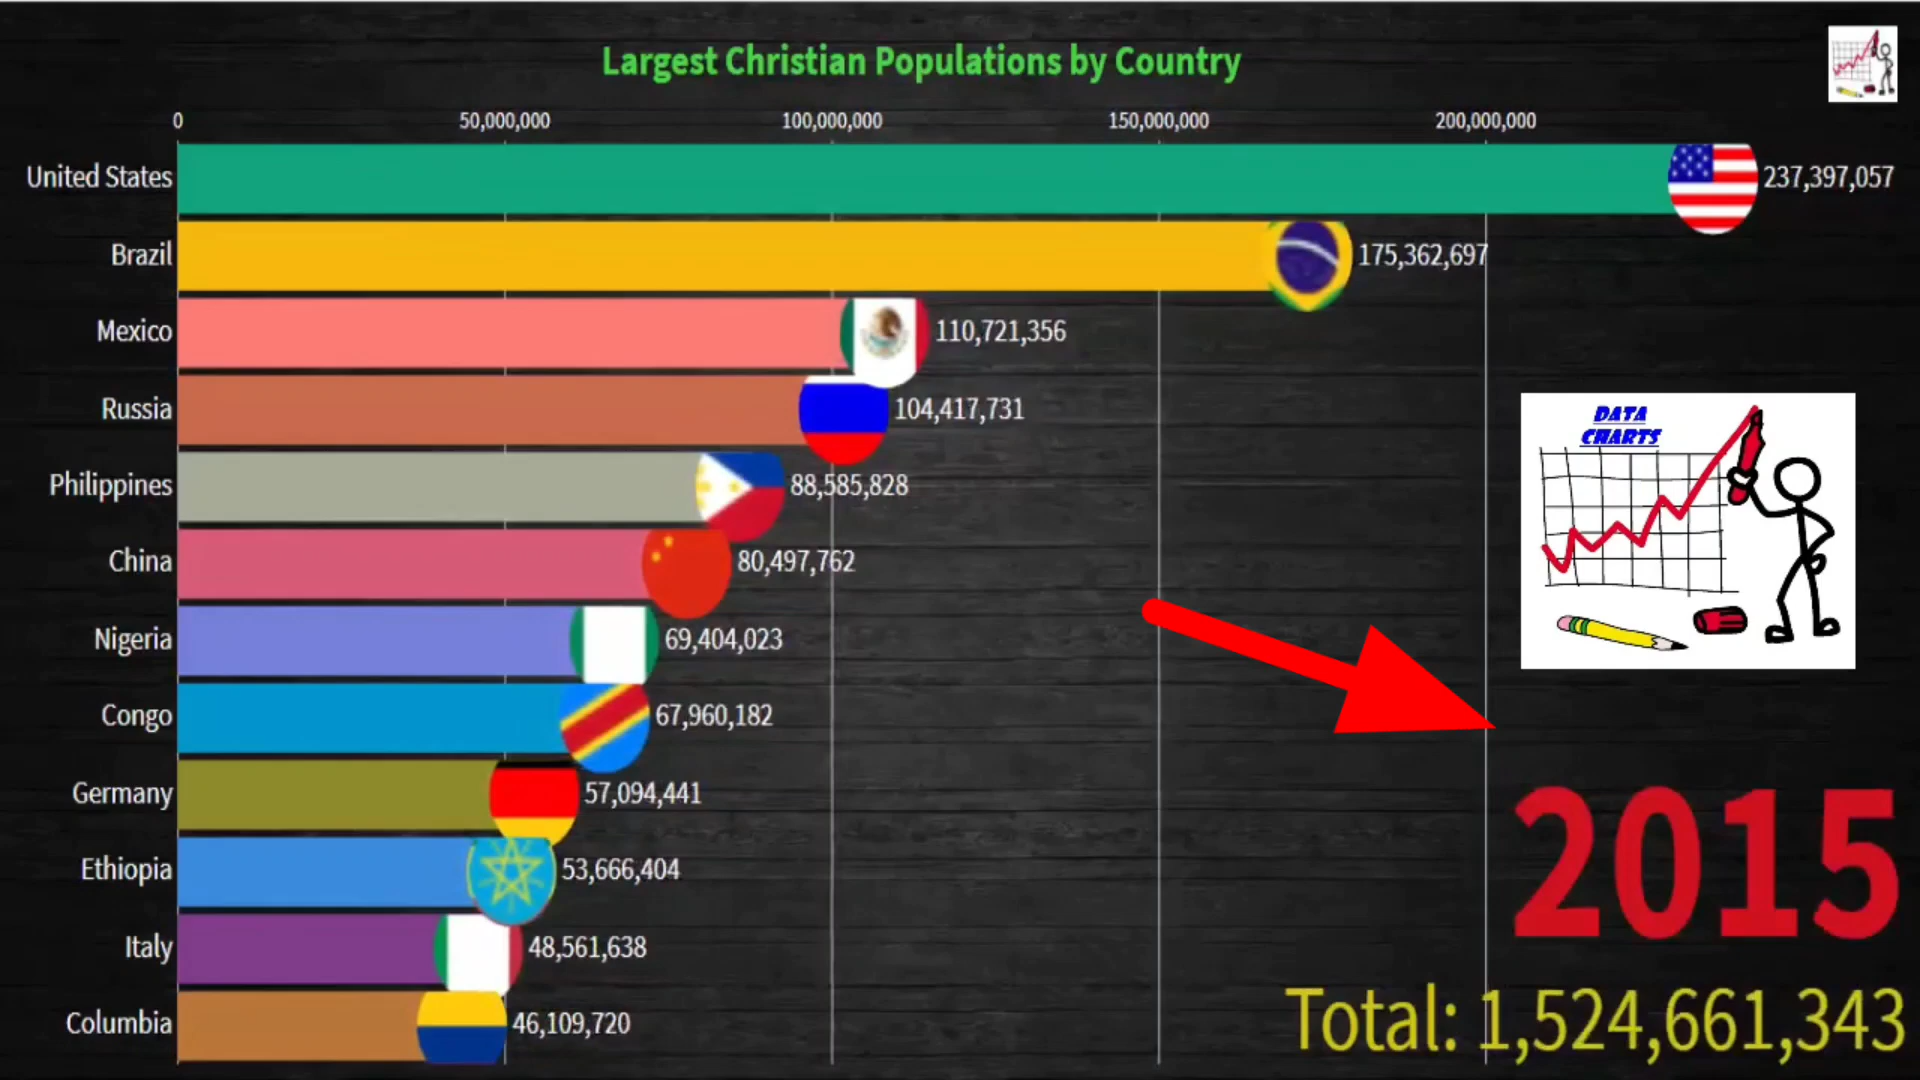 Largest Christian Populations by Country
0 50,000,000 100,000,000 150,000,000 200,000,000
United States 237,397,057
Brazil 175,362,697
Mexico 110,721,356
Russia 104,417,731
DATA
CHARTS
Philippines 88,585,828
China 80,497,762
Nigeria 69,404,023
Congo 67,960,182
Germany 57,094,441
Ethiopia 53,666,404
2015
Italy 48,561,638
Columbia 46,109,720
Total: 1,524,661,343